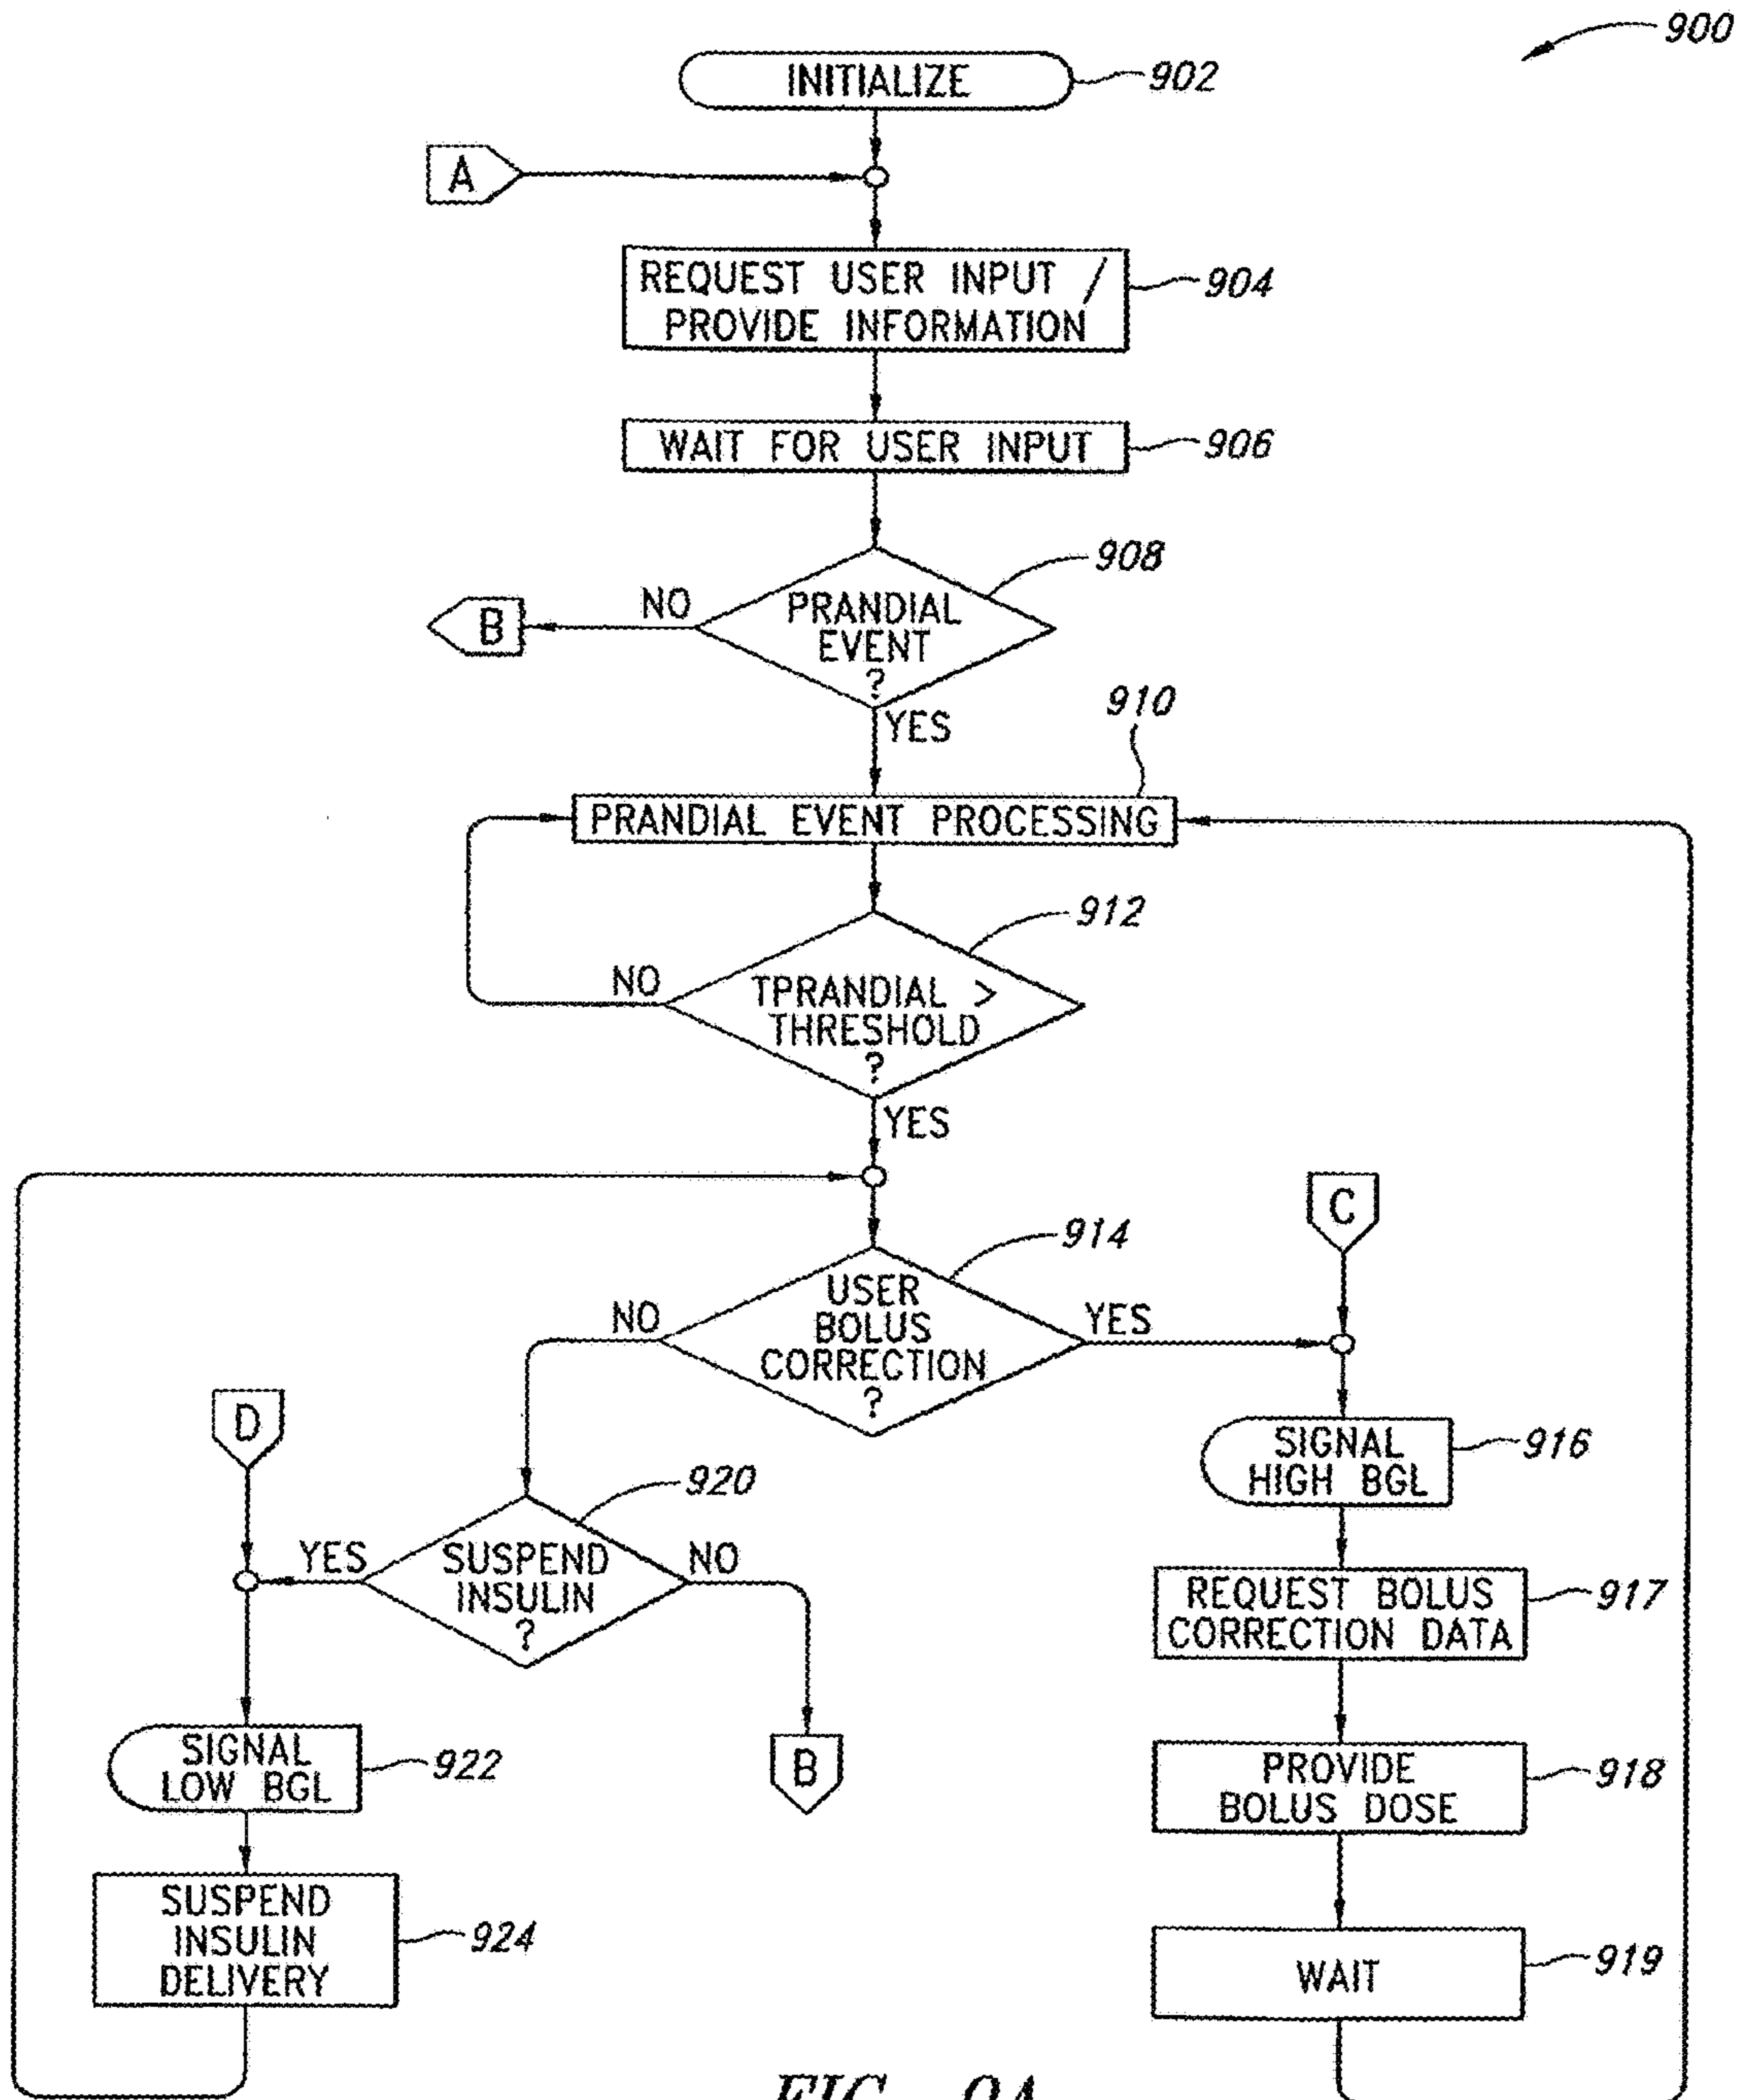 900
INITIALIZE
902
A
REQUEST USER INPUT /
PROVIDE INFORMATION
904
WAIT FOR USER INPUT
906
908
PRANDIAL
EVENT
?
NO
B
YES
910
PRANDIAL EVENT PROCESSING
912
TPRANDIAL >
THRESHOLD
?
NO
YES
914
USER
BOLUS
CORRECTION
?
NO
YES
C
D
920
SUSPEND
INSULIN
?
YES
NO
B
SIGNAL
HIGH BGL
916
REQUEST BOLUS
CORRECTION DATA
917
SIGNAL
LOW BGL
922
PROVIDE
BOLUS DOSE
918
SUSPEND
INSULIN
DELIVERY
924
WAIT
919
FIG. 9A